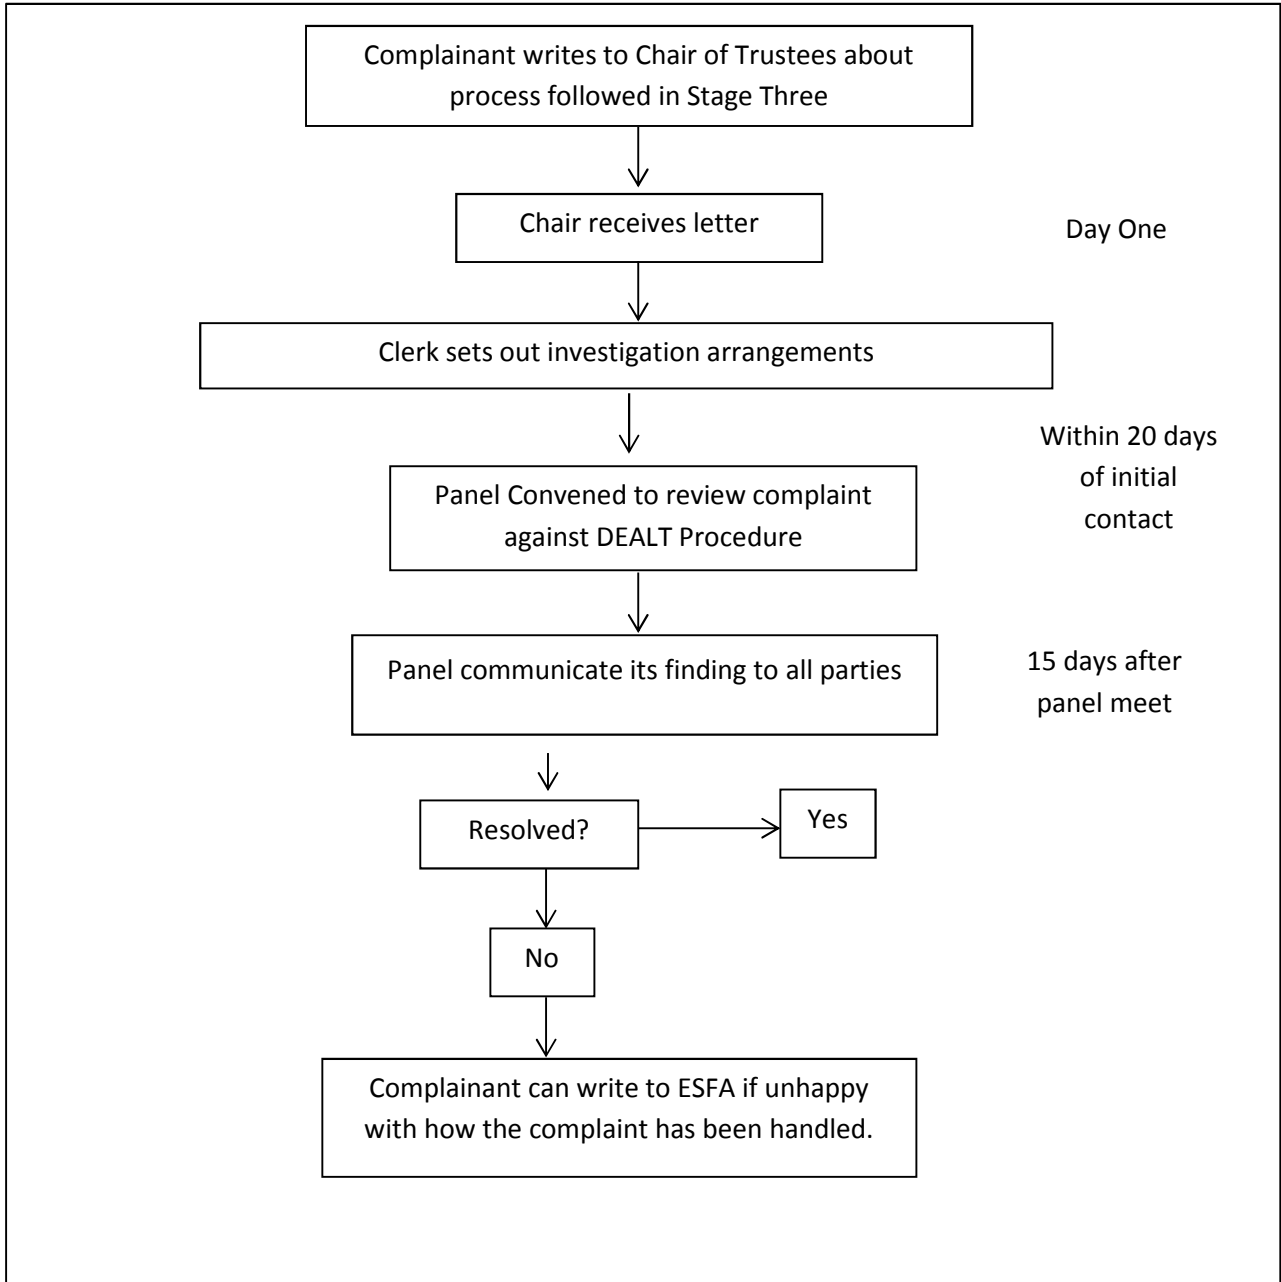 Complainant writes to Chair of Trustees about
process followed in Stage Three
Chair receives letter
Day One
Clerk sets out investigation arrangements
Within 20 days
of initial
contact
Panel Convened to review complaint
against DEALT Procedure
Panel communicate its finding to all parties
15 days after
panel meet
Resolved?
Yes
No
Complainant can write to ESFA if unhappy
with how the complaint has been handled.